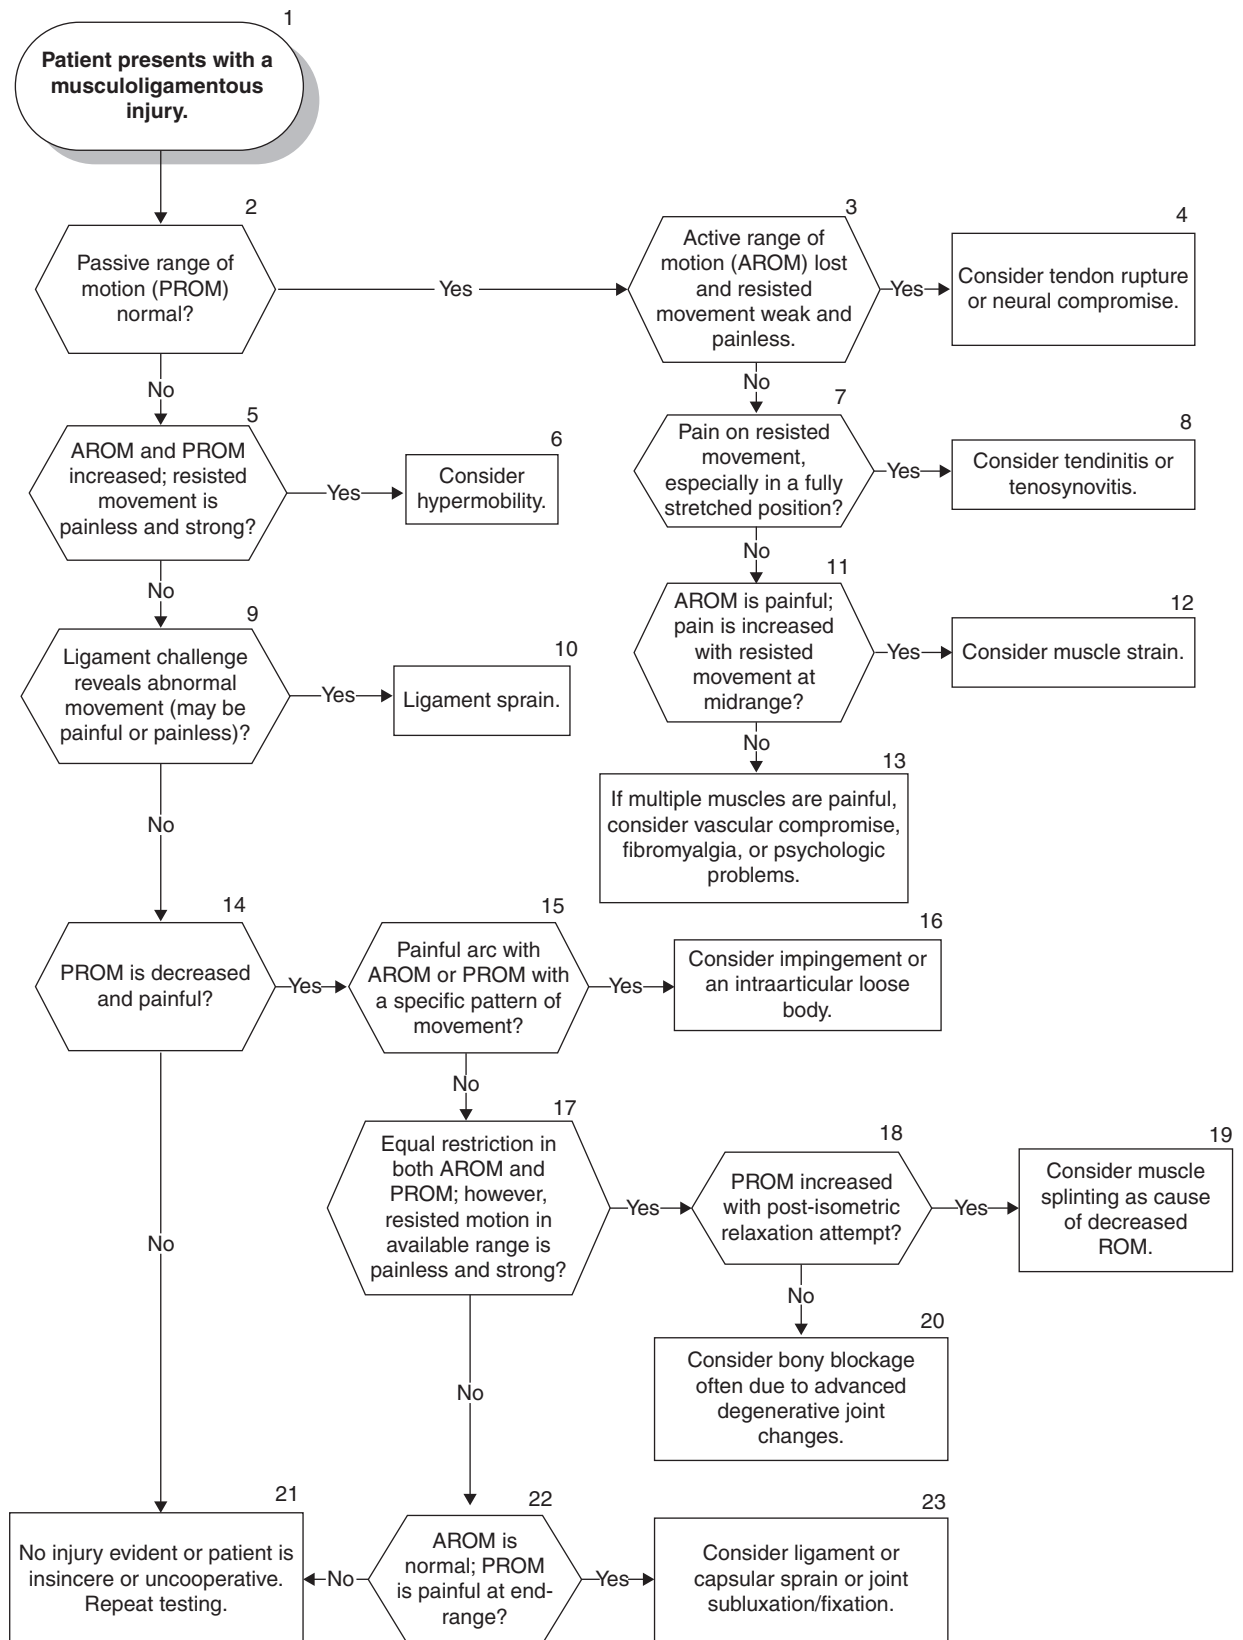 1
Patient presents with a
musculoligamentous
injury.
2
Passive range of
motion (PROM)
normal?
Yes
3
Active range of
motion (AROM) lost
and resisted
movement weak and
painless.
Yes
4
Consider tendon rupture
or neural compromise.
No
No
5
AROM and PROM
increased; resisted
movement is
painless and strong?
Yes
6
Consider
hypermobility.
7
Pain on resisted
movement,
especially in a fully
stretched position?
Yes
8
Consider tendinitis or
tenosynovitis.
No
No
9
Ligament challenge
reveals abnormal
movement (may be
painful or painless)?
Yes
10
Ligament sprain.
11
AROM is painful;
pain is increased
with resisted
movement at
midrange?
Yes
12
Consider muscle strain.
No
No
13
If multiple muscles are painful,
consider vascular compromise,
fibromyalgia, or psychologic
problems.
14
PROM is decreased
and painful?
Yes
15
Painful arc with
AROM or PROM with
a specific pattern of
movement?
Yes
16
Consider impingement or
an intraarticular loose
body.
No
No
17
Equal restriction in
both AROM and
PROM; however,
resisted motion in
available range is
painless and strong?
Yes
18
PROM increased
with post-isometric
relaxation attempt?
Yes
19
Consider muscle
splinting as cause
of decreased
ROM.
No
20
Consider bony blockage
often due to advanced
degenerative joint
changes.
No
21
No injury evident or patient is
insincere or uncooperative.
Repeat testing.
No
22
AROM is
normal; PROM
is painful at end-
range?
Yes
23
Consider ligament or
capsular sprain or joint
subluxation/fixation.